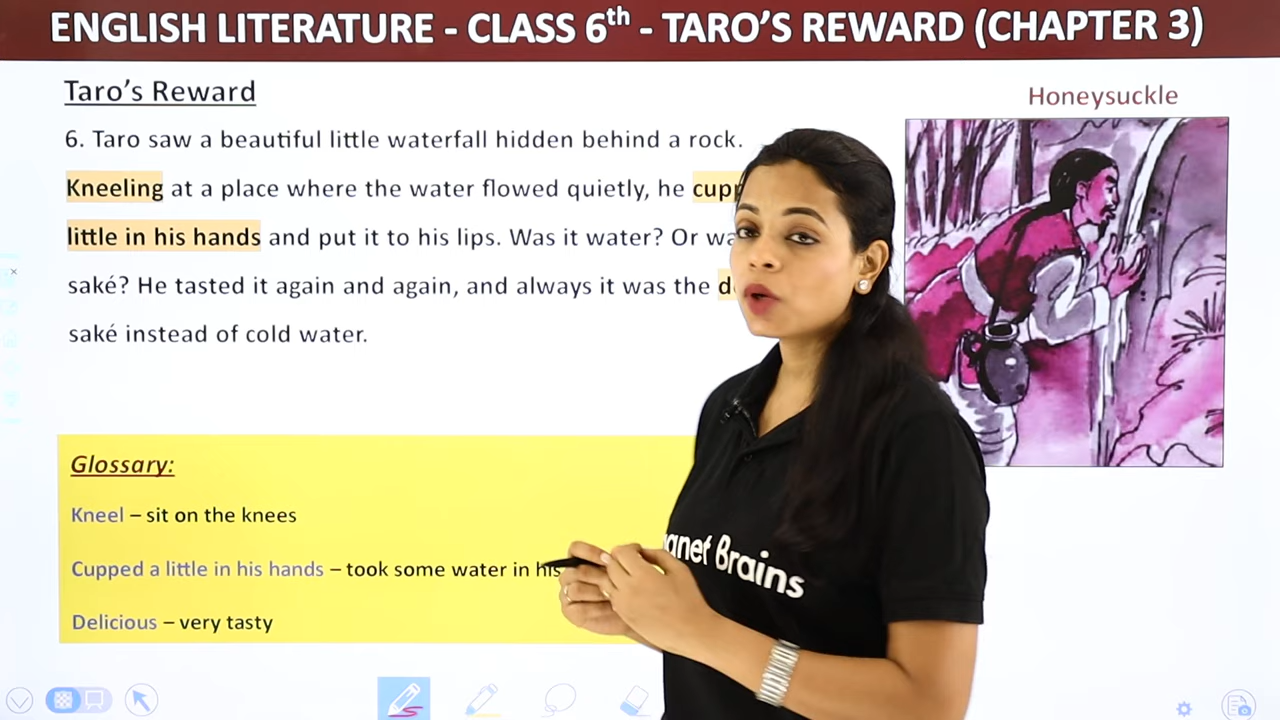 ENGLISH LITERATURE - CLASS 6th - TARO'S REWARD (CHAPTER 3)
Taro's Reward
Honeysuckle
6. Taro saw a beautiful little waterfall hidden behind a rock.
Kneeling at a place where the water flowed quietly, he
little in his hands and put it to his lips. Was it water? Or
saké? He tasted it again and again, and always it was the
saké instead of cold water.
Glossary:
Kneel – sit on the knees
Cupped a little in his hands – took some water in his
Delicious – very tasty
Brains